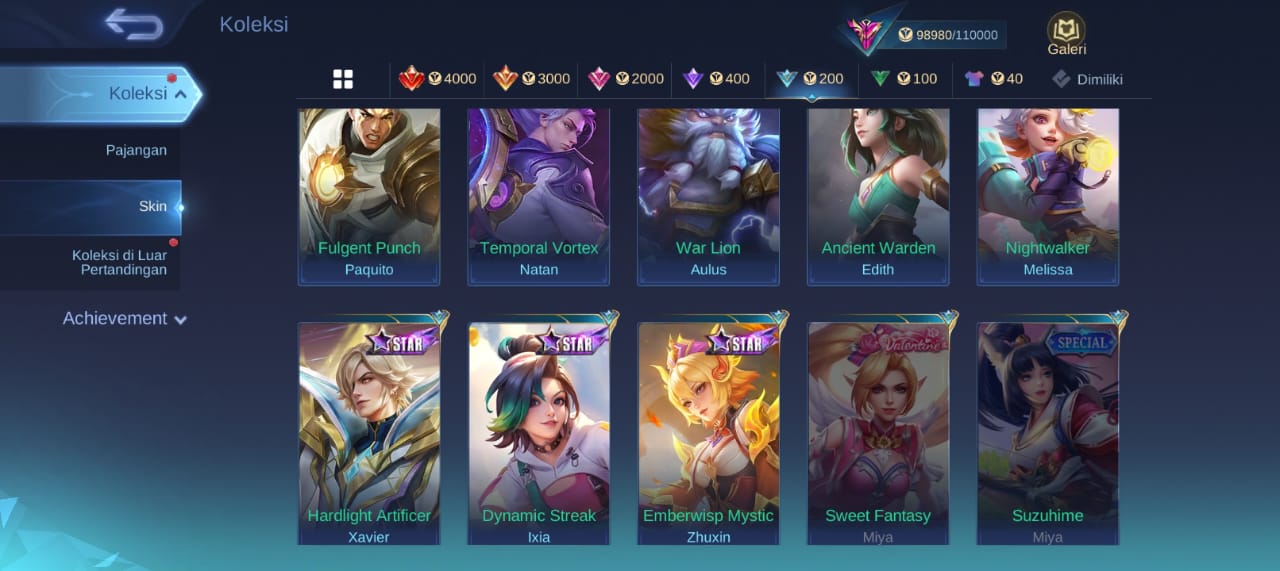 Koleksi
98980/110000
Galeri
4000
3000
2000
400
200
100
40
Dimiliki
Koleksi
Pajangan
Skin
Koleksi di Luar
Pertandingan
Achievement
Fulgent Punch
Paquito
Temporal Vortex
Natan
War Lion
Aulus
Ancient Warden
Edith
Nightwalker
Melissa
STAR
Hardlight Artificer
Xavier
STAR
Dynamic Streak
Ixia
STAR
Emberwisp Mystic
Zhuxin
Valentine
Sweet Fantasy
Miya
SPECIAL
Suzuhime
Miya